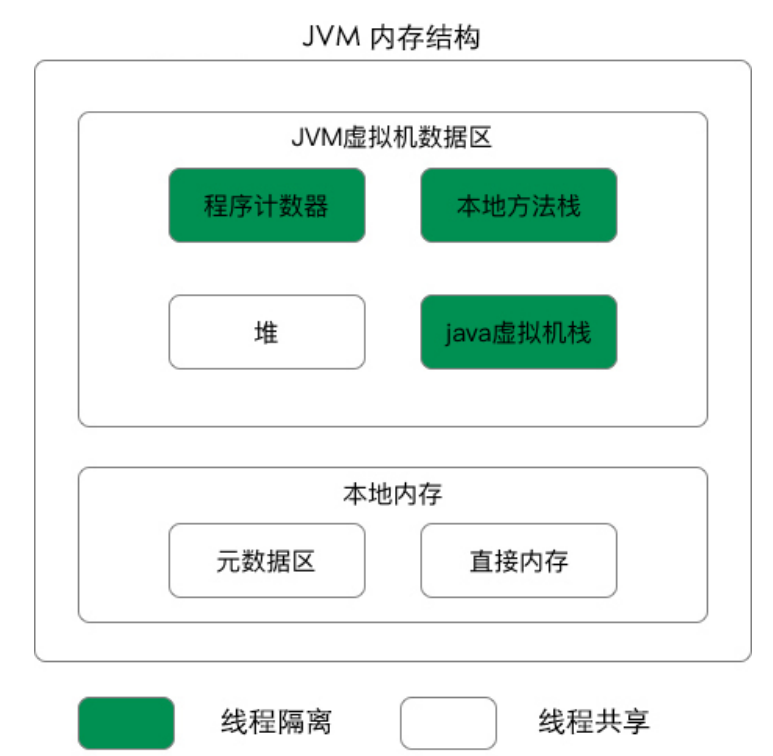 JVM 内存结构
JVM虚拟机数据区
程序计数器
本地方法栈
堆
java虚拟机栈
本地内存
元数据区
直接内存
线程隔离
线程共享